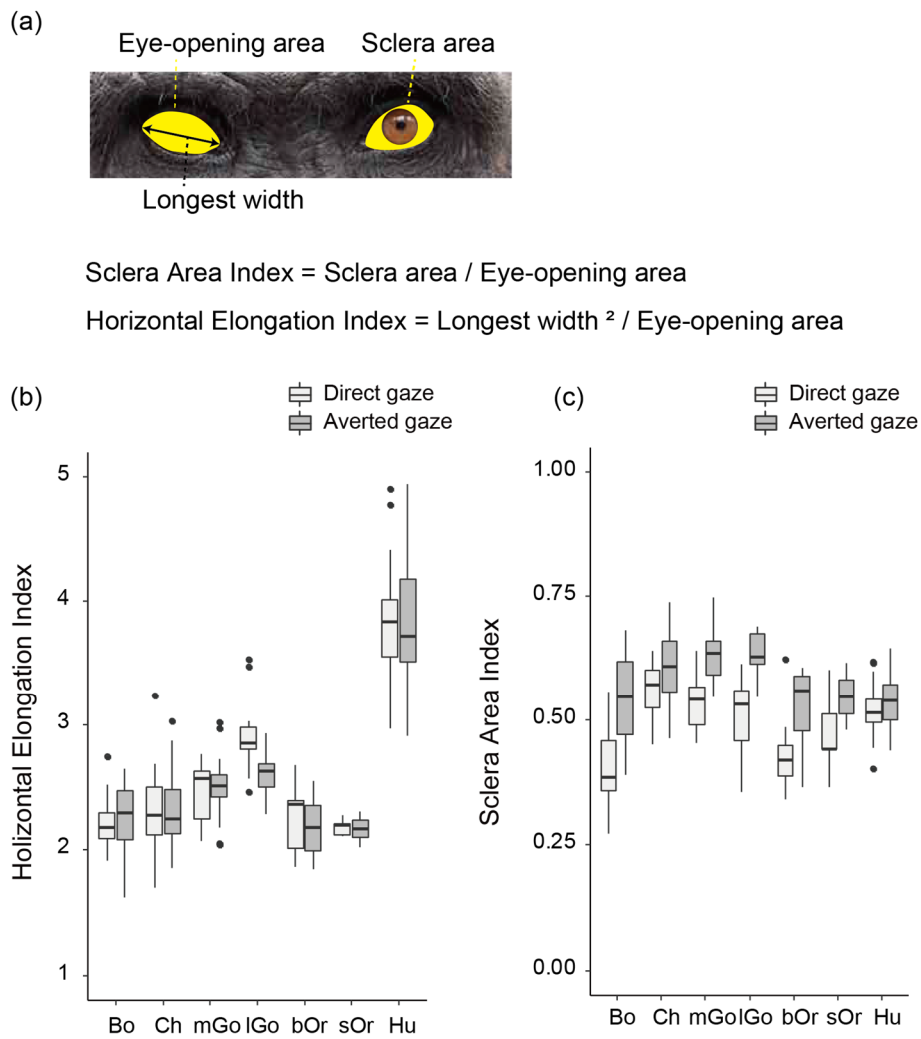 (a)
Eye-opening area Sclera area
Longest width
Sclera Area Index = Sclera area / Eye-opening area
Horizontal Elongation Index = Longest width ² / Eye-opening area
(b)
Direct gaze
Averted gaze
Holizontal Elongation Index
5
4
3
2
1
Bo Ch mGo lGo bOr sOr Hu
(c)
Direct gaze
Averted gaze
Sclera Area Index
1.00
0.75
0.50
0.25
0.00
Bo Ch mGo lGo bOr sOr Hu